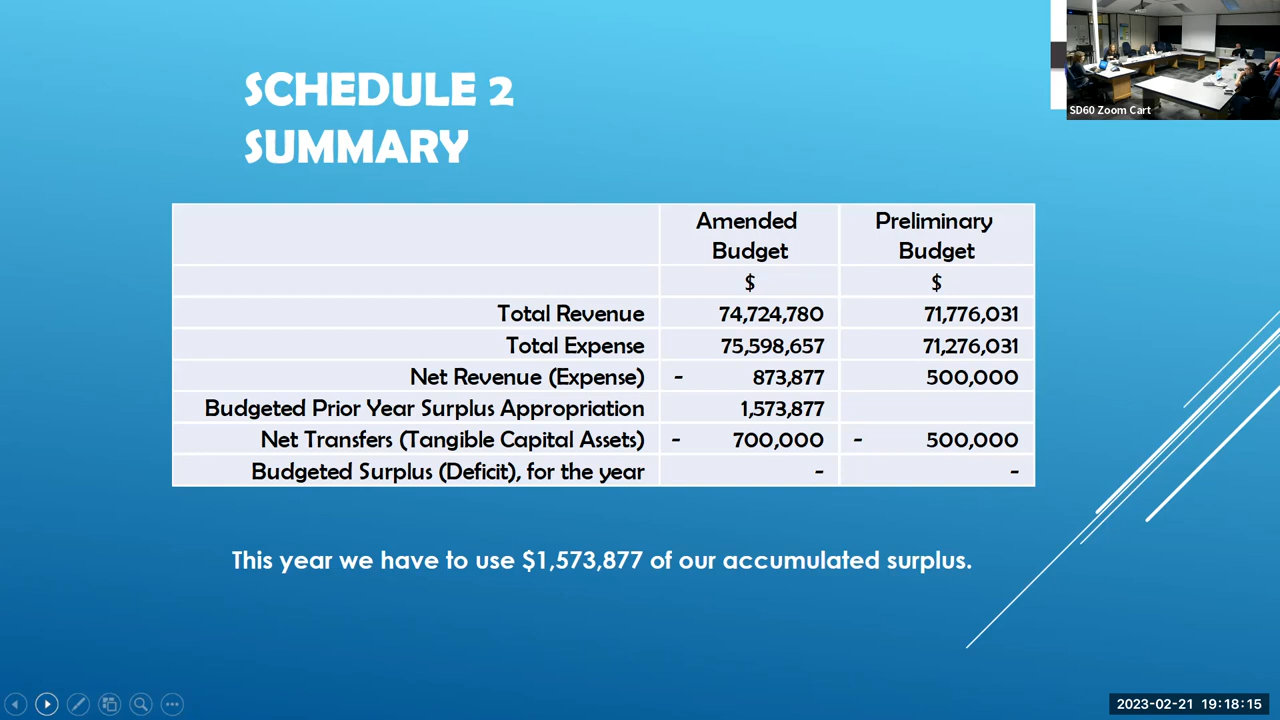 SCHEDULE 2
SUMMARY
SD60 Zoom Cart
Amended Budget Preliminary Budget
$ $
Total Revenue 74,724,780 71,776,031
Total Expense 75,598,657 71,276,031
Net Revenue (Expense) - 873,877 500,000
Budgeted Prior Year Surplus Appropriation 1,573,877
Net Transfers (Tangible Capital Assets) - 700,000 - 500,000
Budgeted Surplus (Deficit), for the year - -
This year we have to use $1,573,877 of our accumulated surplus.
2023-02-21 19:18:15